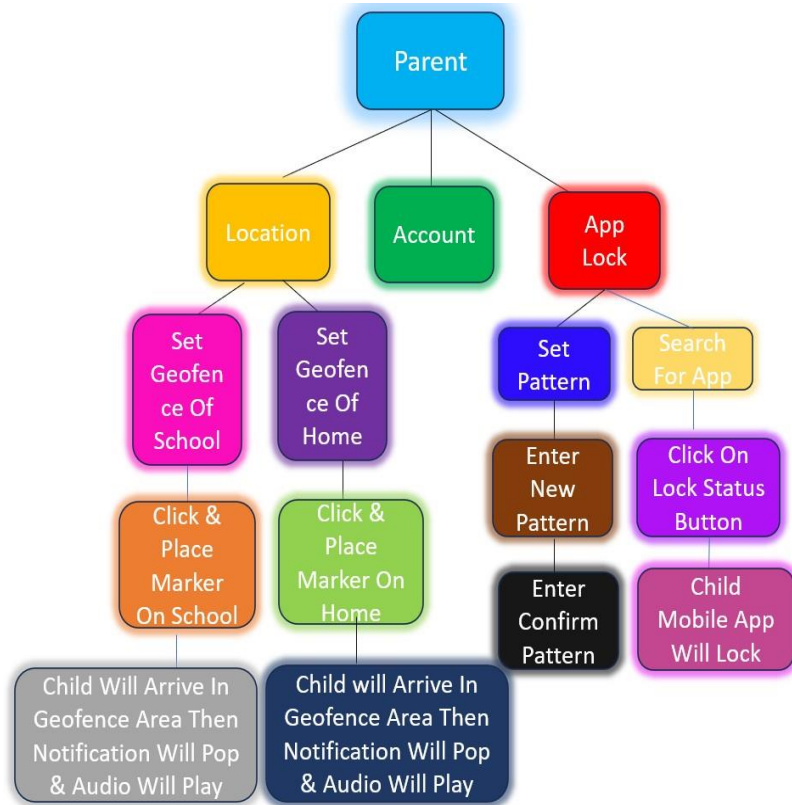 Parent
Location
Account
App
Lock
Set
Geofen
ce Of
School
Set
Geofen
ce Of
Home
Set
Pattern
Search
For App
Enter
New
Pattern
Click On
Lock Status
Button
Click &
Place
Marker
On School
Click &
Place
Marker On
Home
Enter
Confirm
Pattern
Child
Mobile App
Will Lock
Child Will Arrive In
Geofence Area Then
Notification Will Pop
& Audio Will Play
Child will Arrive In
Geofence Area Then
Notification Will Pop
& Audio Will Play